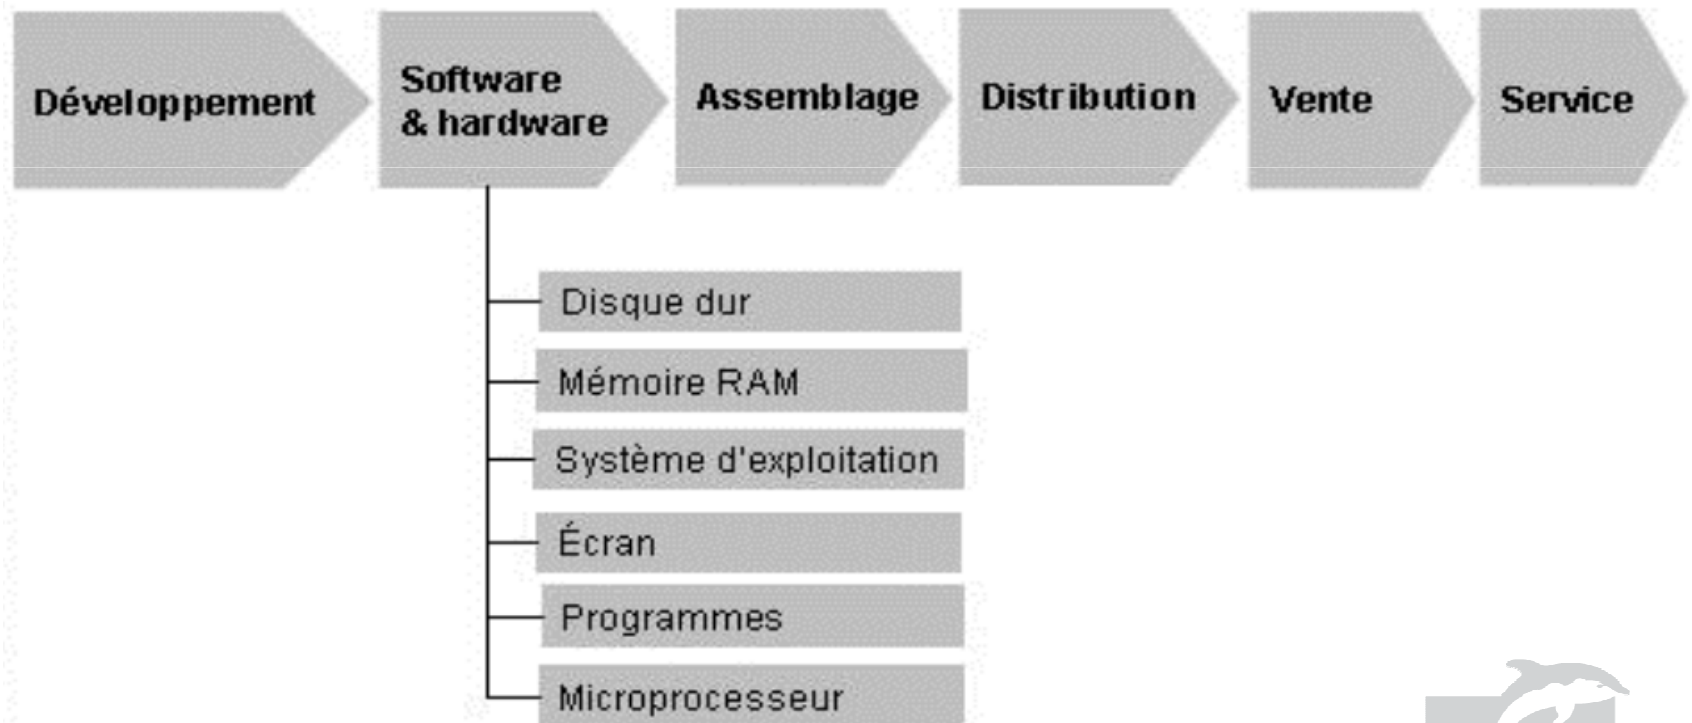 Développement
Software
& hardware
Assemblage
Distribution
Vente
Service
Disque dur
Mémoire RAM
Système d'exploitation
Écran
Programmes
Microprocesseur